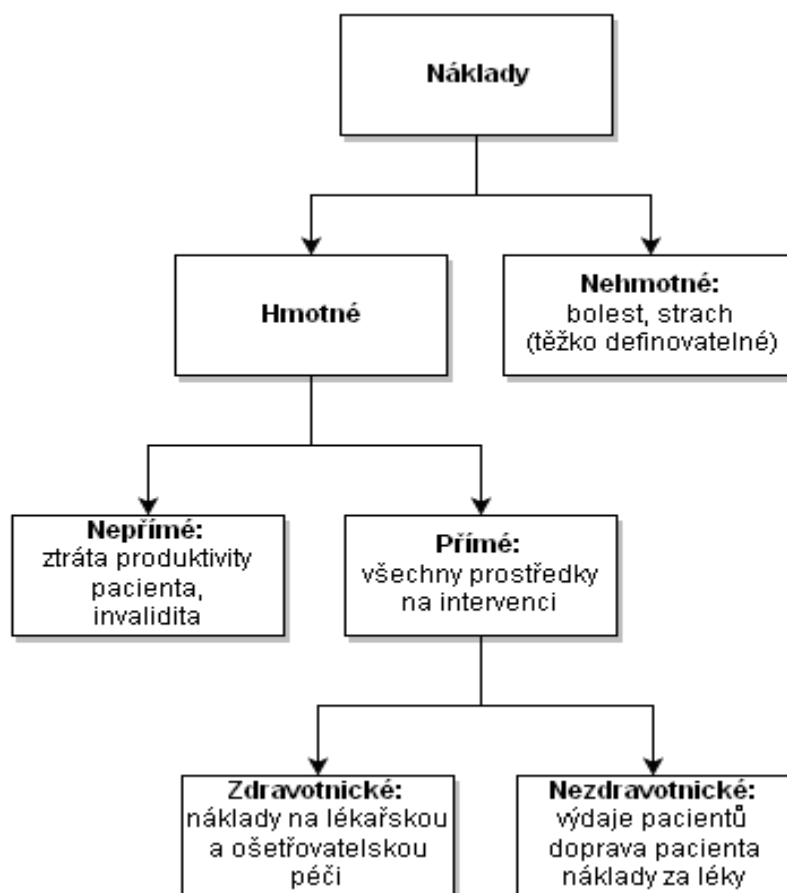 Náklady
Hmotné
Nehmotné:
bolest, strach
(těžko definovatelné)
Nepřímé:
ztráta produktivity
pacienta,
invalidita
Přímé:
všechny prostředky
na intervenci
Zdravotnické:
náklady na lékařskou
a ošetřovatelskou
péči
Nezdravotnické:
výdaje pacientů
doprava pacienta
náklady za léky